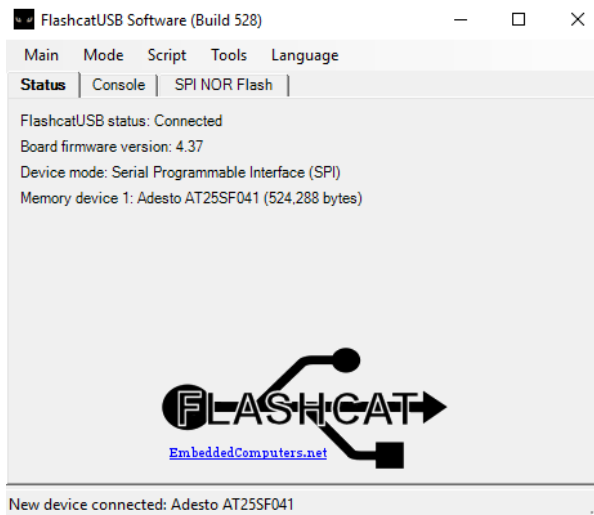 FlashcatUSB Software (Build 528)
Main Mode Script Tools Language
Status Console SPI NOR Flash
FlashcatUSB status: Connected
Board firmware version: 4.37
Device mode: Serial Programmable Interface (SPI)
Memory device 1: Adesto AT25SF041 (524,288 bytes)
FLASHCAT
EmbeddedComputers.net
New device connected: Adesto AT25SF041